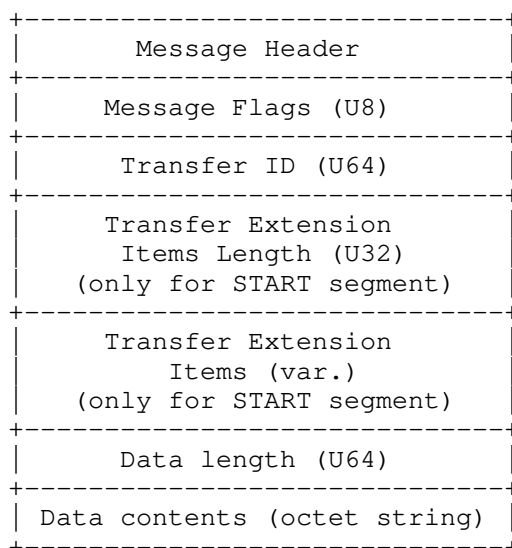 Message Header
Message Flags (U8)
Transfer ID (U64)
Transfer Extension
Items Length (U32)
(only for START segment)
Transfer Extension
Items (var.)
(only for START segment)
Data length (U64)
Data contents (octet string)